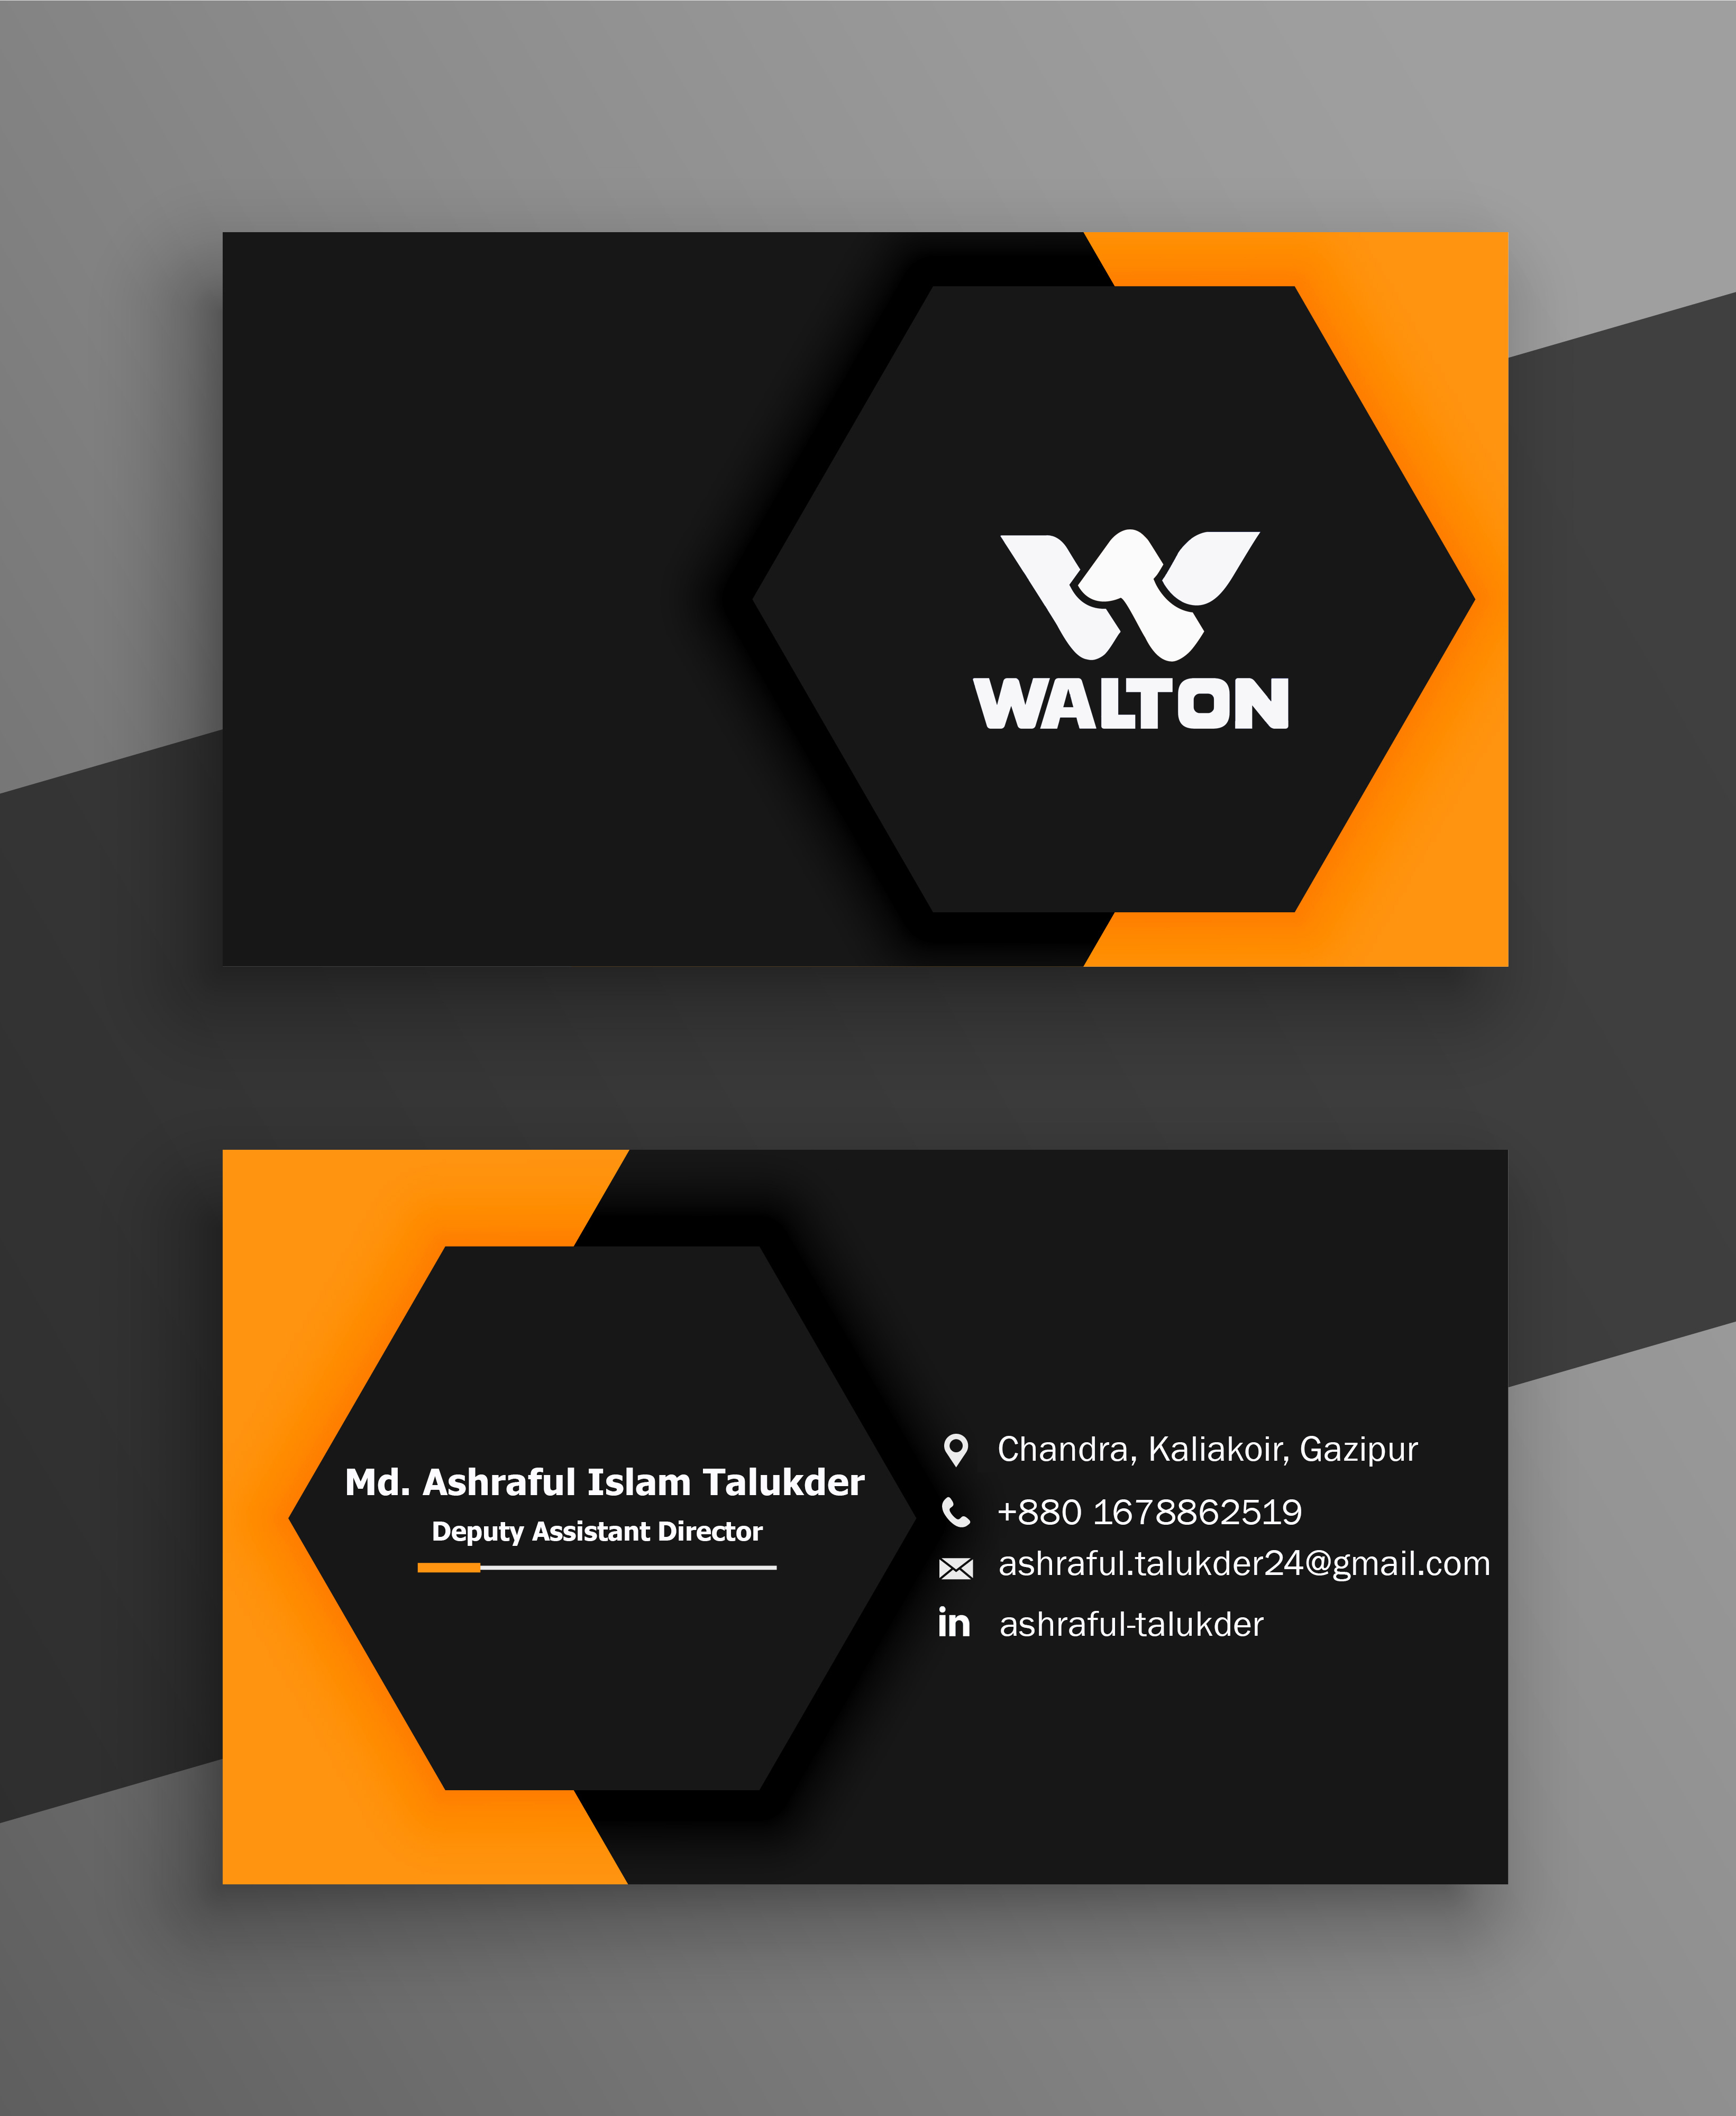 WALTON
Md. Ashraful Islam Talukder
Deputy Assistant Director
Chandra, Kaliakoir, Gazipur
+880 1678862519
ashraful.talukder24@gmail.com
in ashraful-talukder